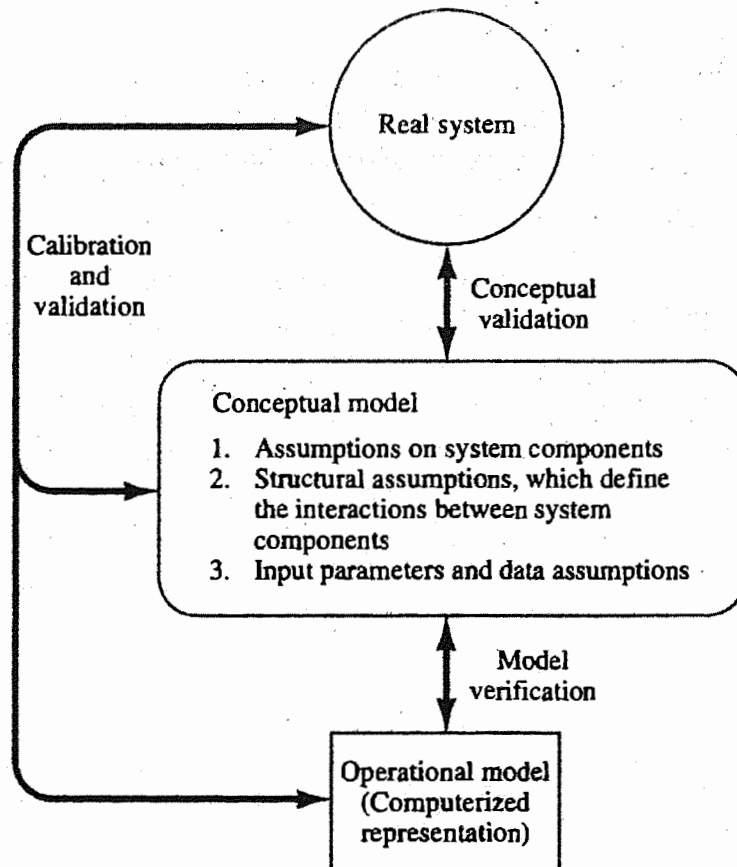 Real system
Calibration
and
validation
Conceptual
validation
Conceptual model
1. Assumptions on system components
2. Structural assumptions, which define
the interactions between system
components
3. Input parameters and data assumptions
Model
verification
Operational model
(Computerized
representation)